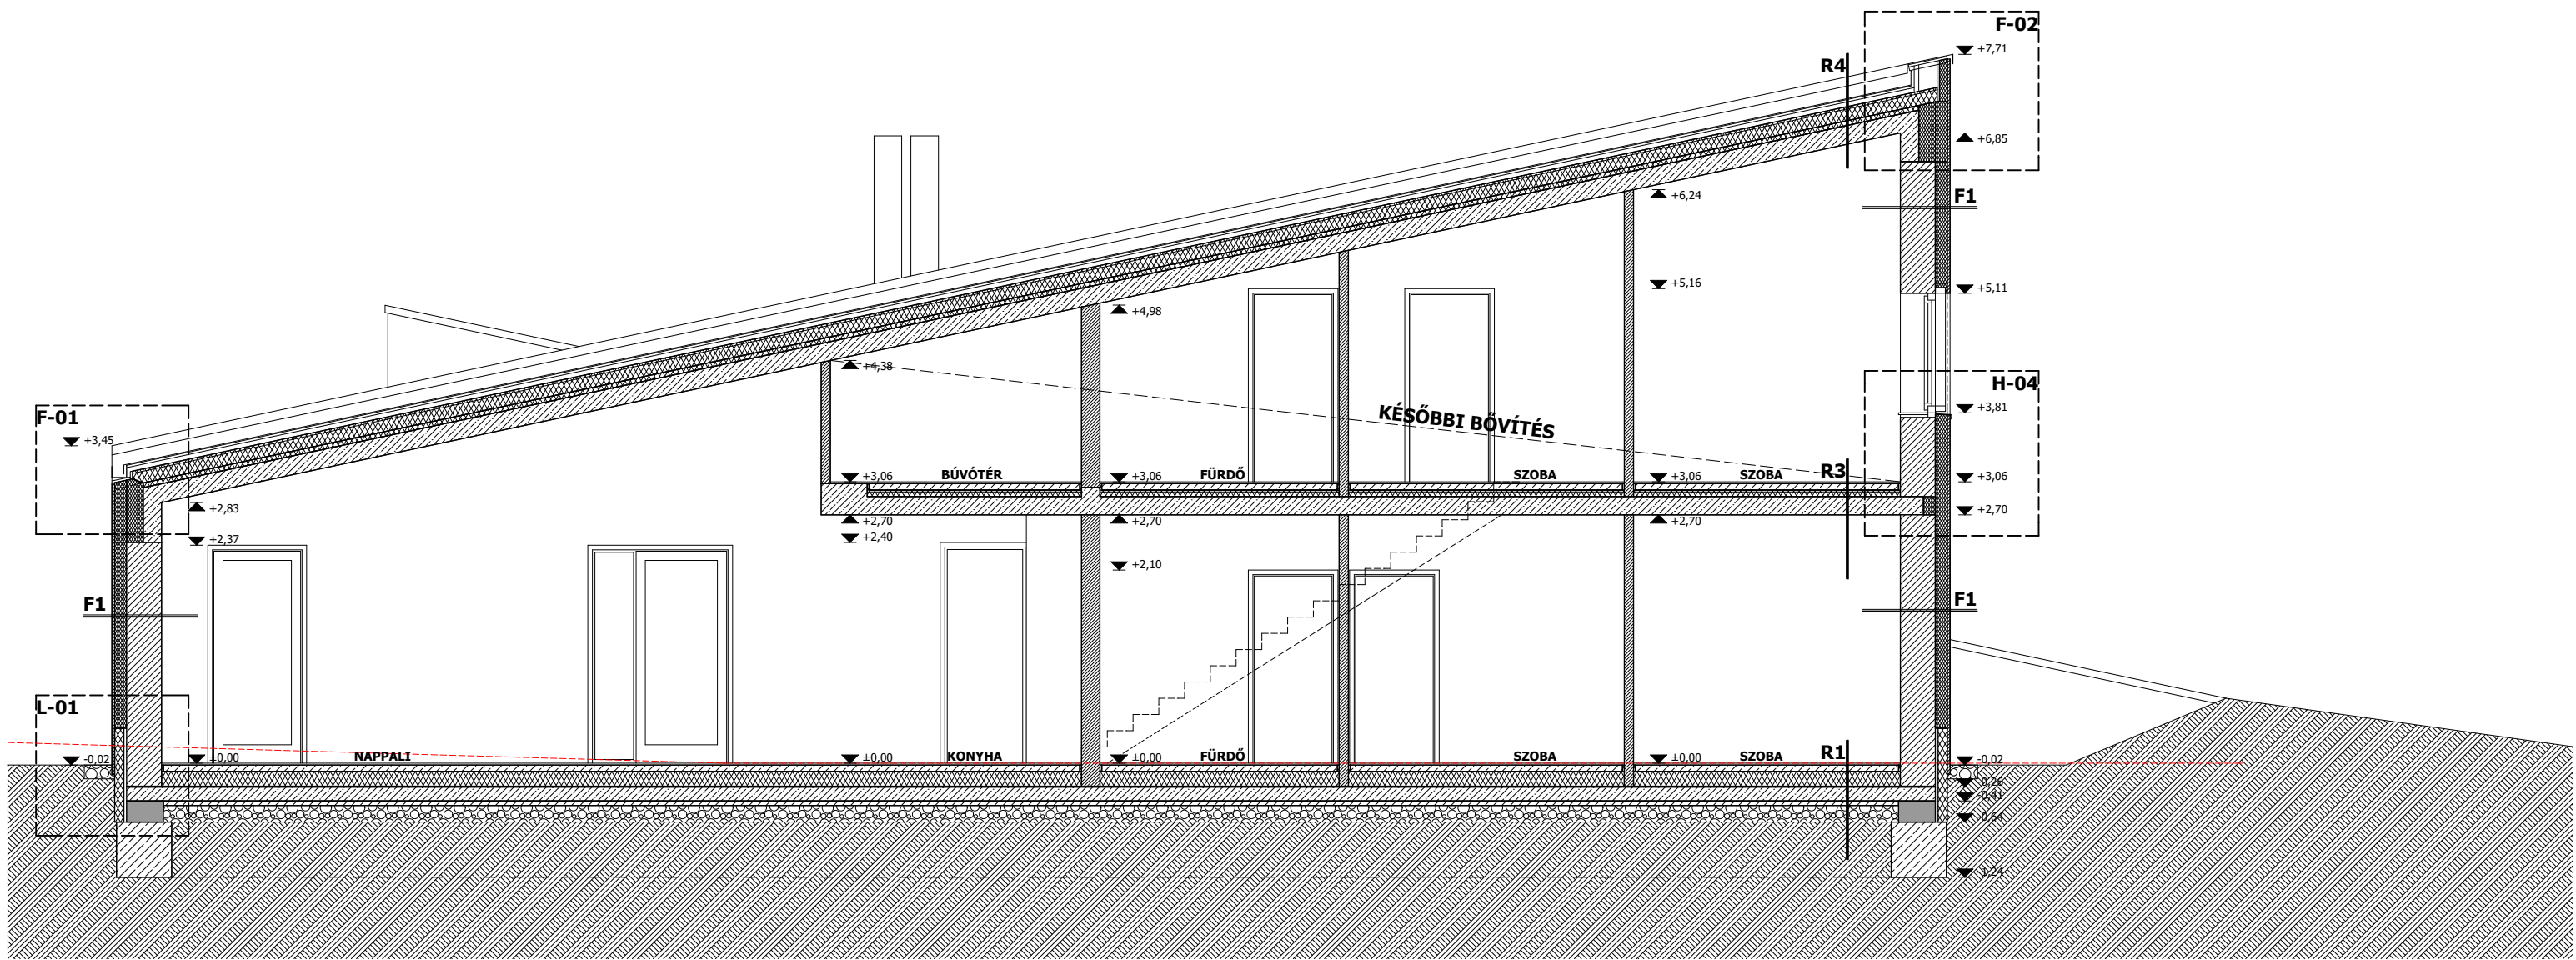 F-02
+7,71
R4
+6,85
F1
+6,24
+5,16
+5,11
+4,98
+4,38
H-04
+3,81
KÉSŐBBI BŐVÍTÉS
F-01
+3,45
+3,06 BÚVÓTÉR +3,06 FÜRDŐ SZOBA +3,06 SZOBA R3 +3,06
+2,83
+2,70 +2,70 +2,70 +2,70
+2,37 +2,40
+2,10
F1 F1
L-01
-0,02 ±0,00 NAPPALI ±0,00 KONYHA ±0,00 FÜRDŐ SZOBA ±0,00 SZOBA R1 -0,02
-0,26
-0,41
-0,64
-1,24